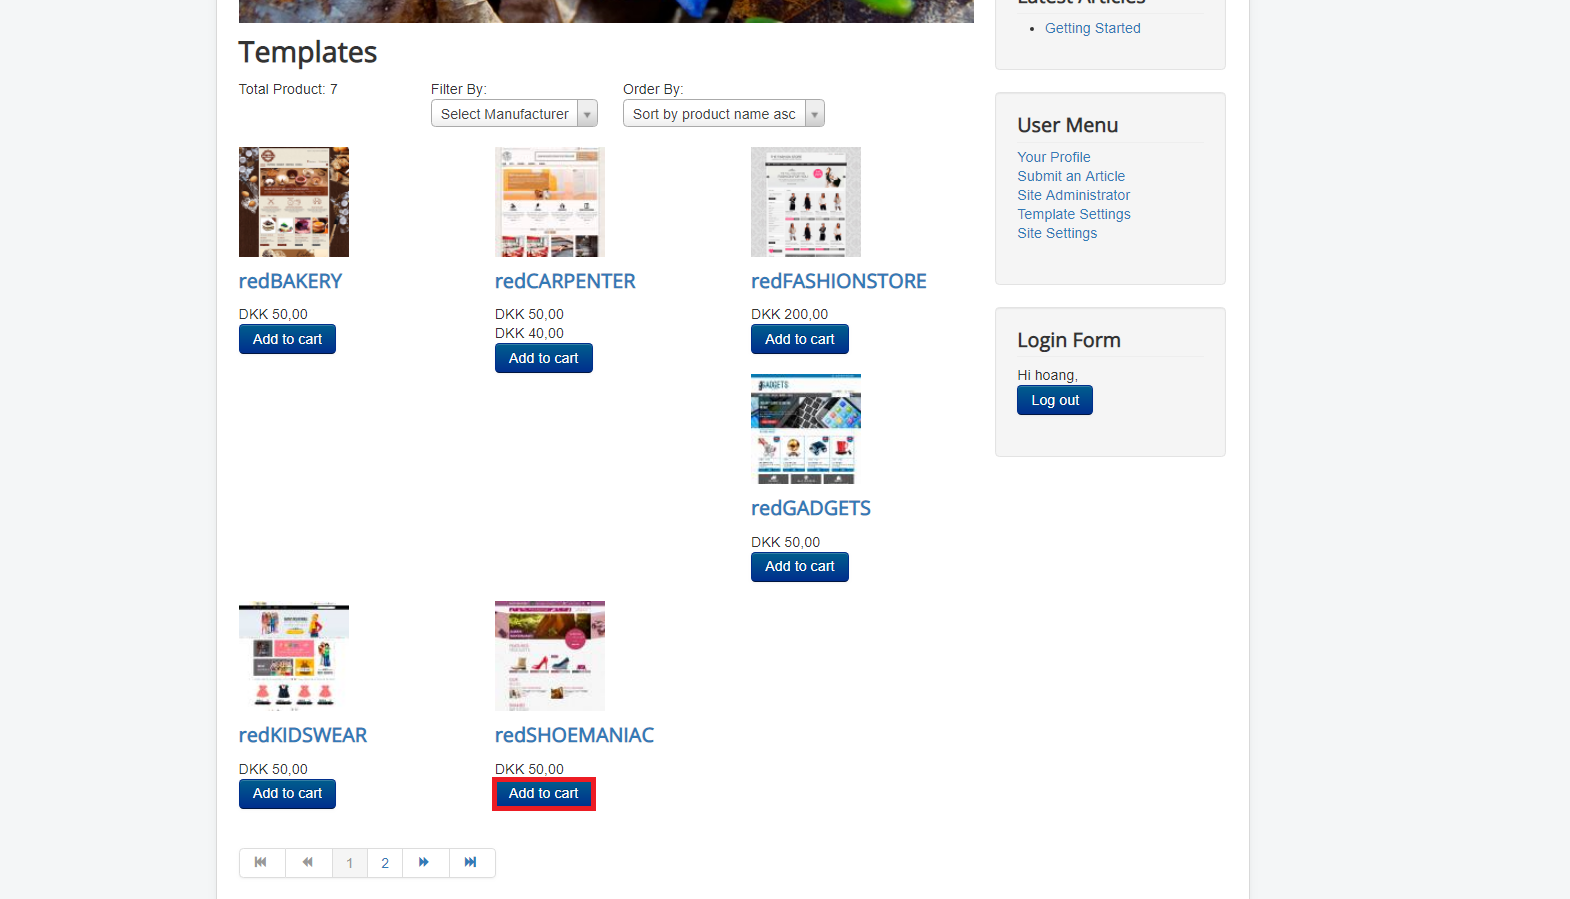 Latest Articles
Getting Started
Templates
Total Product: 7
Filter By:
Select Manufacturer
Order By:
Sort by product name asc
redBAKERY
DKK 50,00
Add to cart
redCARPENTER
DKK 50,00
DKK 40,00
Add to cart
redFASHIONSTORE
DKK 200,00
Add to cart
GADGETS
redGADGETS
DKK 50,00
Add to cart
redKIDSWEAR
DKK 50,00
Add to cart
redSHOEMANIAC
DKK 50,00
Add to cart
1
2
User Menu
Your Profile
Submit an Article
Site Administrator
Template Settings
Site Settings
Login Form
Hi hoang,
Log out